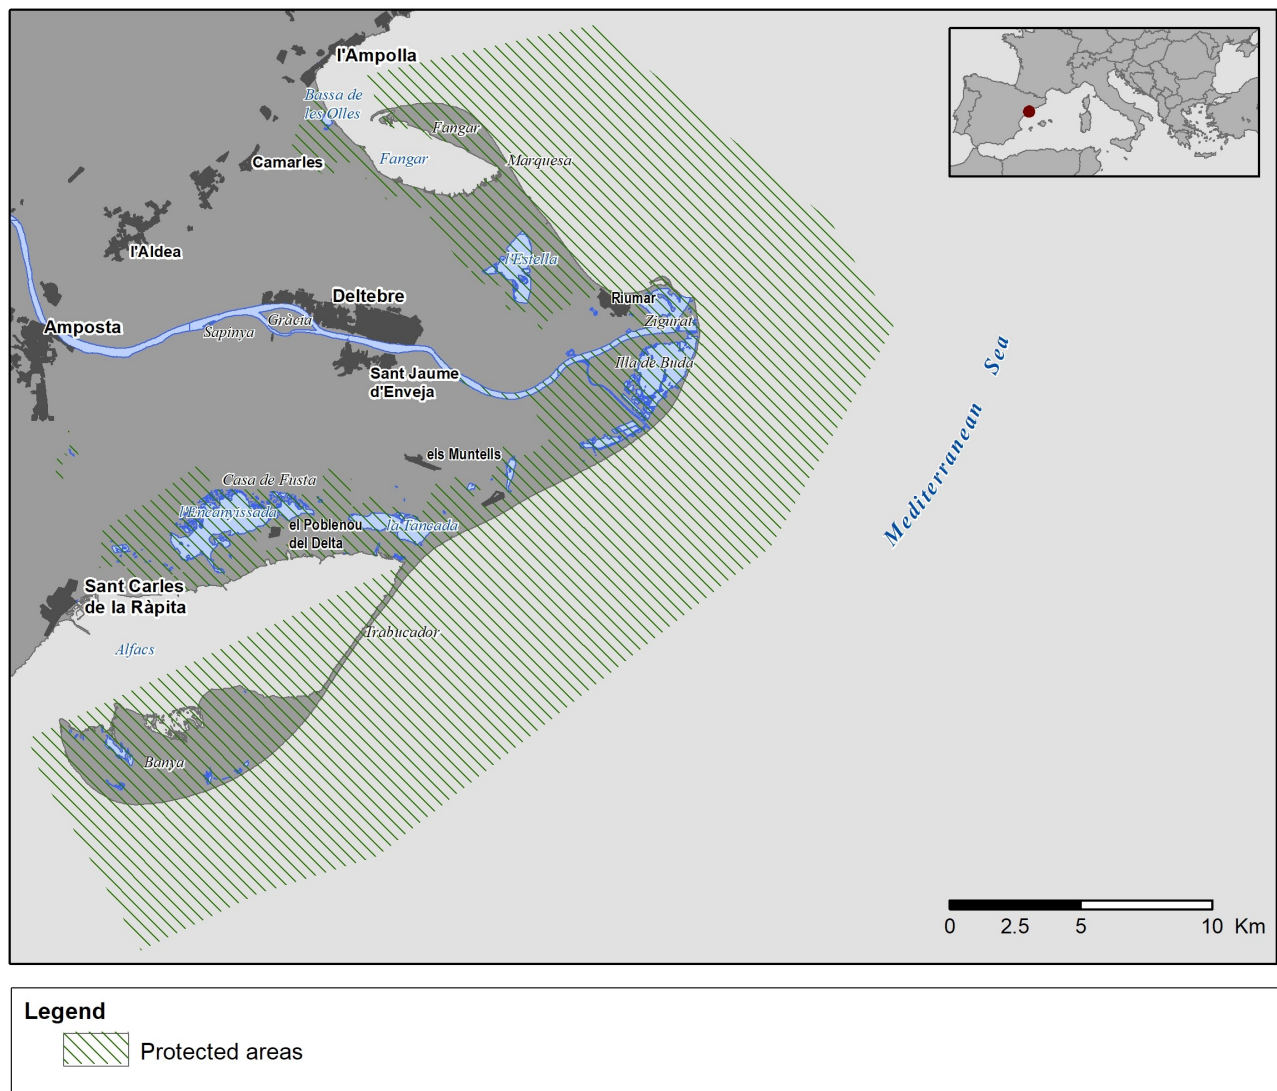 l'Ampolla
Bassa de
les Olles
Fangar
Camarles
Fangar
Marquesa
l'Aldea
l'Estella
Deltebre
Riumar
Gràcia
Zigurat
Amposta
Sapinya
Illa de Buda
Sant Jaume
d'Enveja
Mediterranean Sea
els Muntells
Casa de Fusta
l'Encanyissada
el Poblenou
del Delta
la Tancada
Sant Carles
de la Ràpita
Trabucador
Alfacs
Banya
0 2.5 5 10 Km
Legend
Protected areas